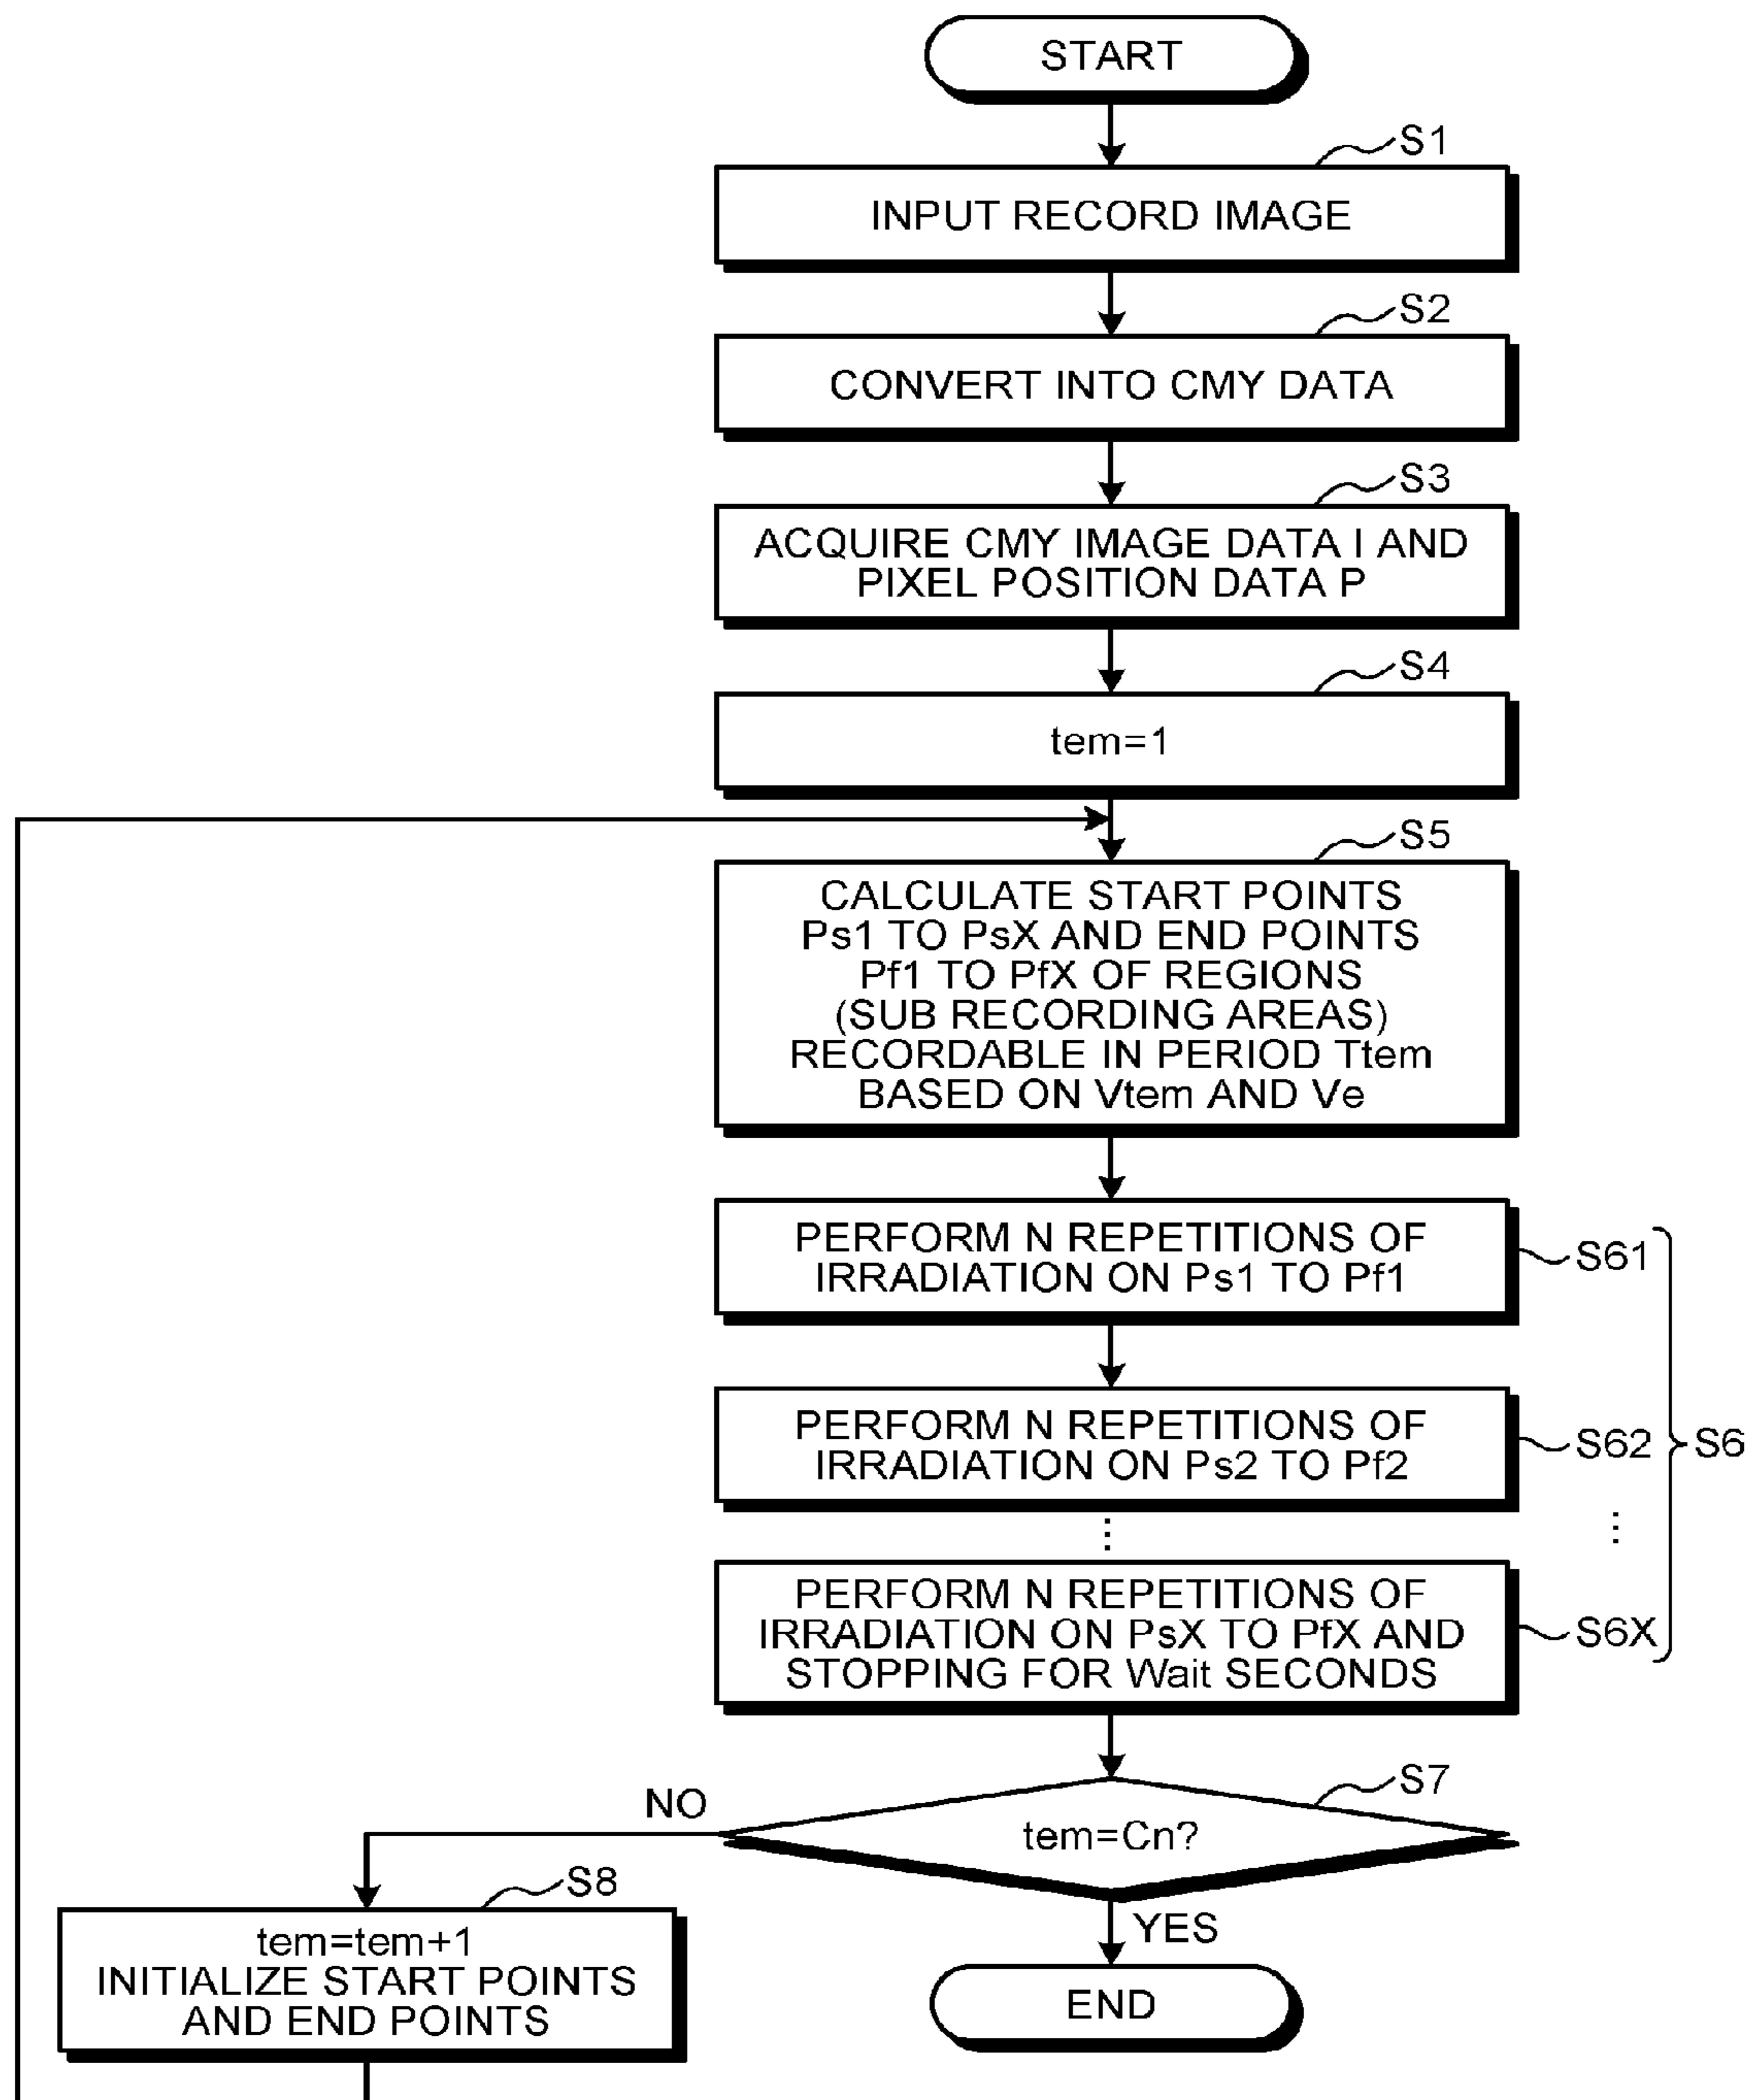 START
S1
INPUT RECORD IMAGE
S2
CONVERT INTO CMY DATA
S3
ACQUIRE CMY IMAGE DATA I AND
PIXEL POSITION DATA P
S4
tem=1
S5
CALCULATE START POINTS
Ps1 TO PsX AND END POINTS
Pf1 TO PfX OF REGIONS
(SUB RECORDING AREAS)
RECORDABLE IN PERIOD Ttem
BASED ON Vtem AND Ve
PERFORM N REPETITIONS OF
IRRADIATION ON Ps1 TO Pf1
S61
PERFORM N REPETITIONS OF
IRRADIATION ON Ps2 TO Pf2
S62
S6
⋮
⋮
PERFORM N REPETITIONS OF
IRRADIATION ON PsX TO PfX AND
STOPPING FOR Wait SECONDS
S6X
S7
tem=Cn?
NO
YES
S8
tem=tem+1
INITIALIZE START POINTS
AND END POINTS
END